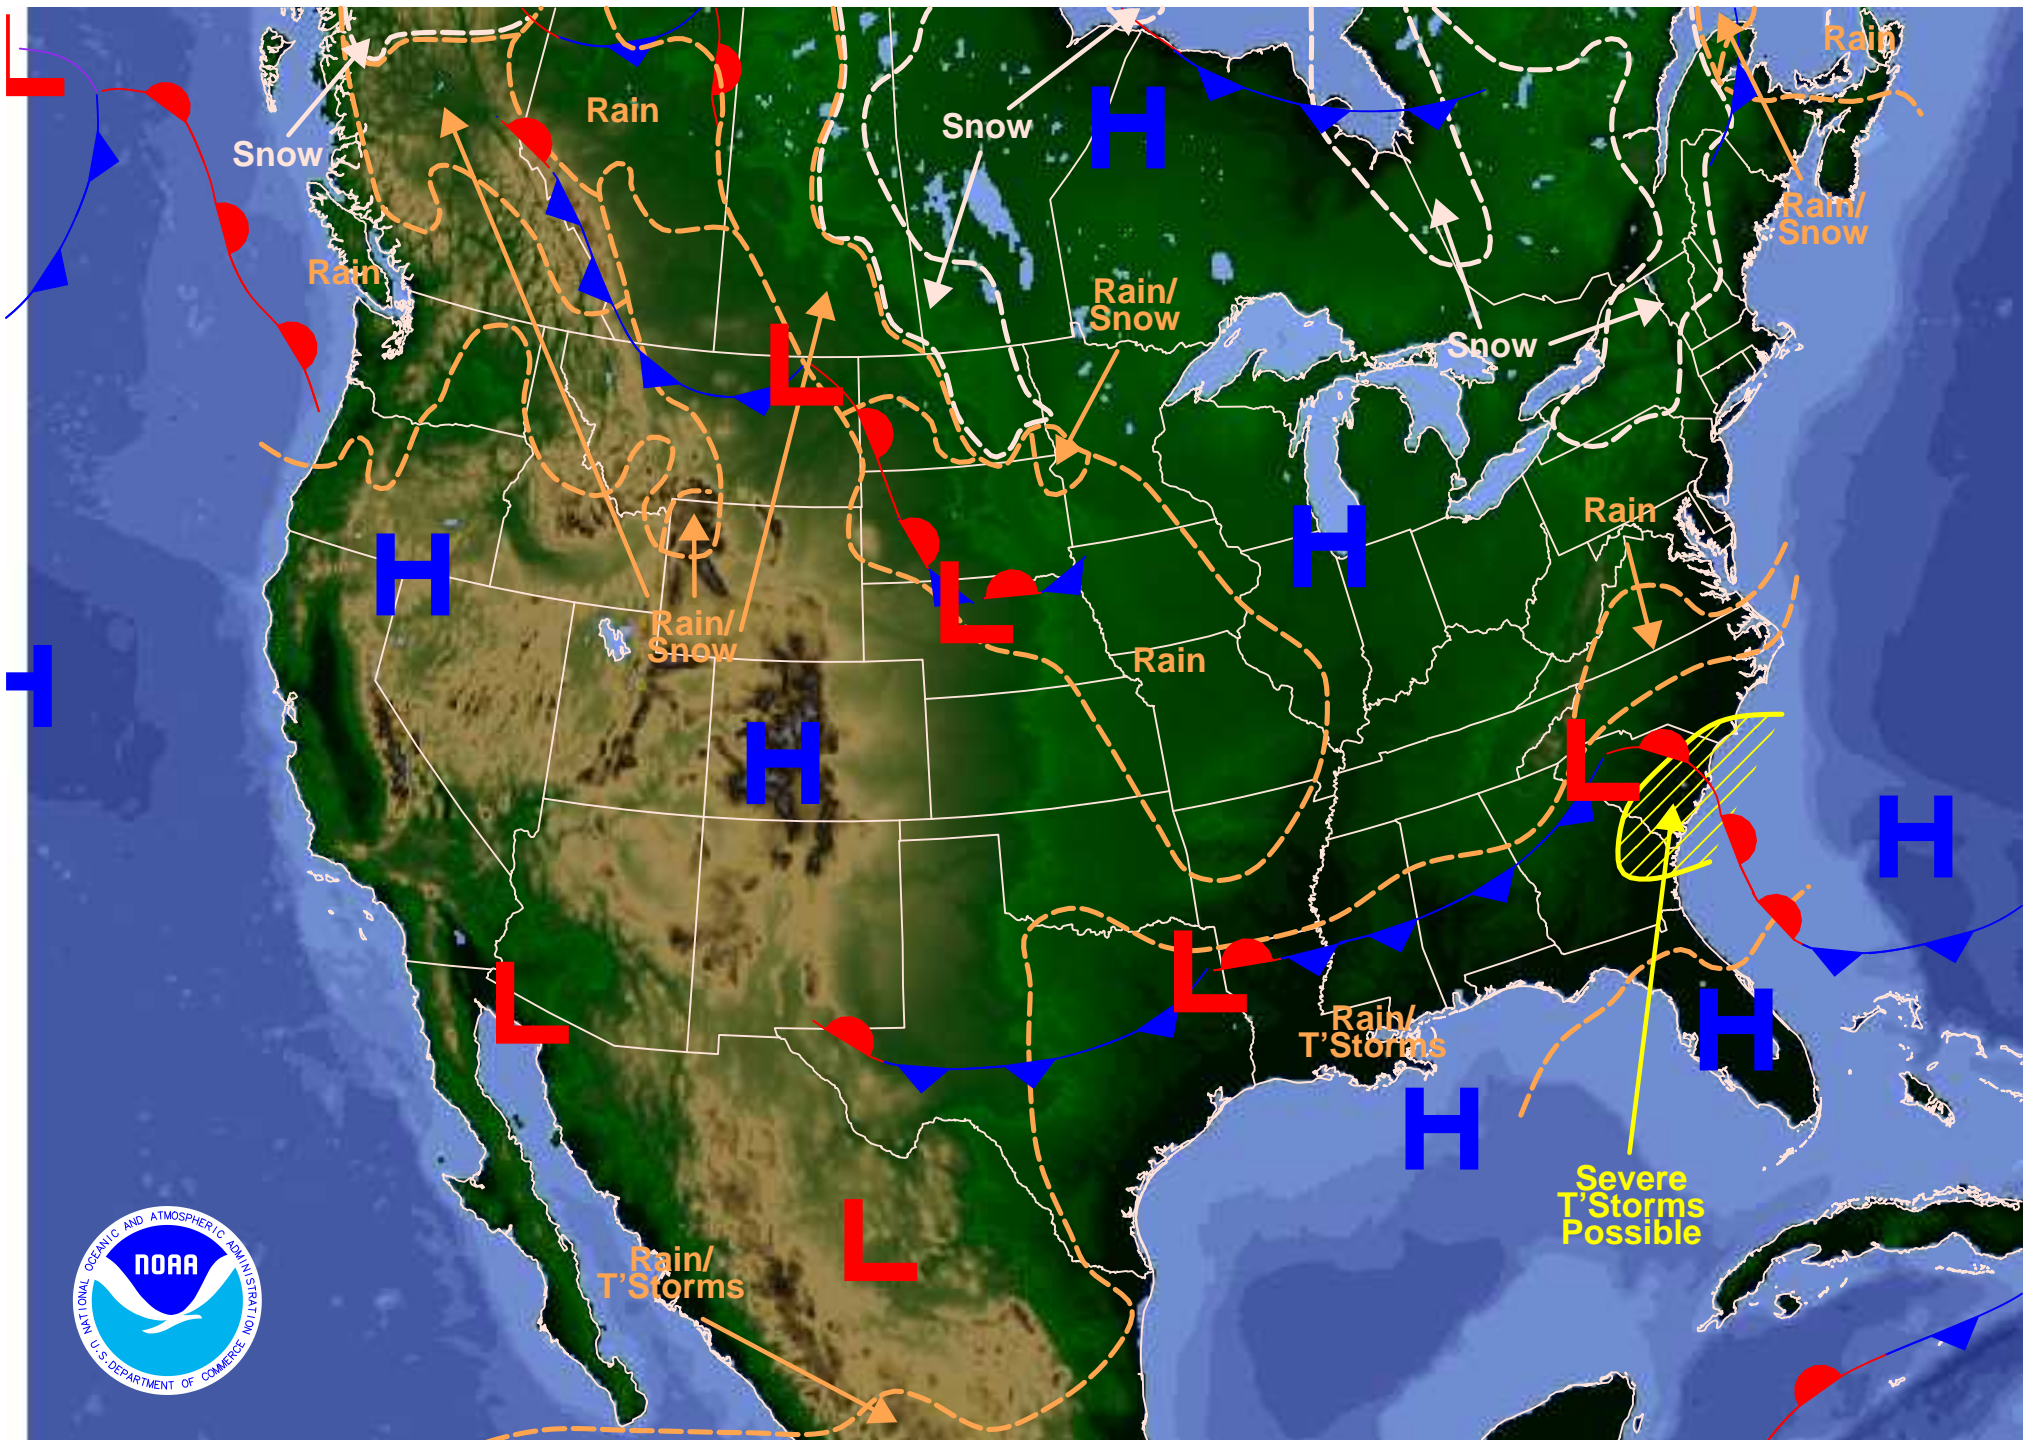 L
Rain
Rain
Snow
H
Snow
Rain/
Snow
Rain
Rain/
Snow
L
Snow
H
H
Rain
L
Rain/
Snow
Rain
H
H
L
H
L
L
H
Rain/
T'Storms
H
Severe
T'Storms
Possible
L
Rain/
T'Storms
NATIONAL OCEANIC AND ATMOSPHERIC ADMINISTRATION
NOAA
U.S. DEPARTMENT OF COMMERCE
H